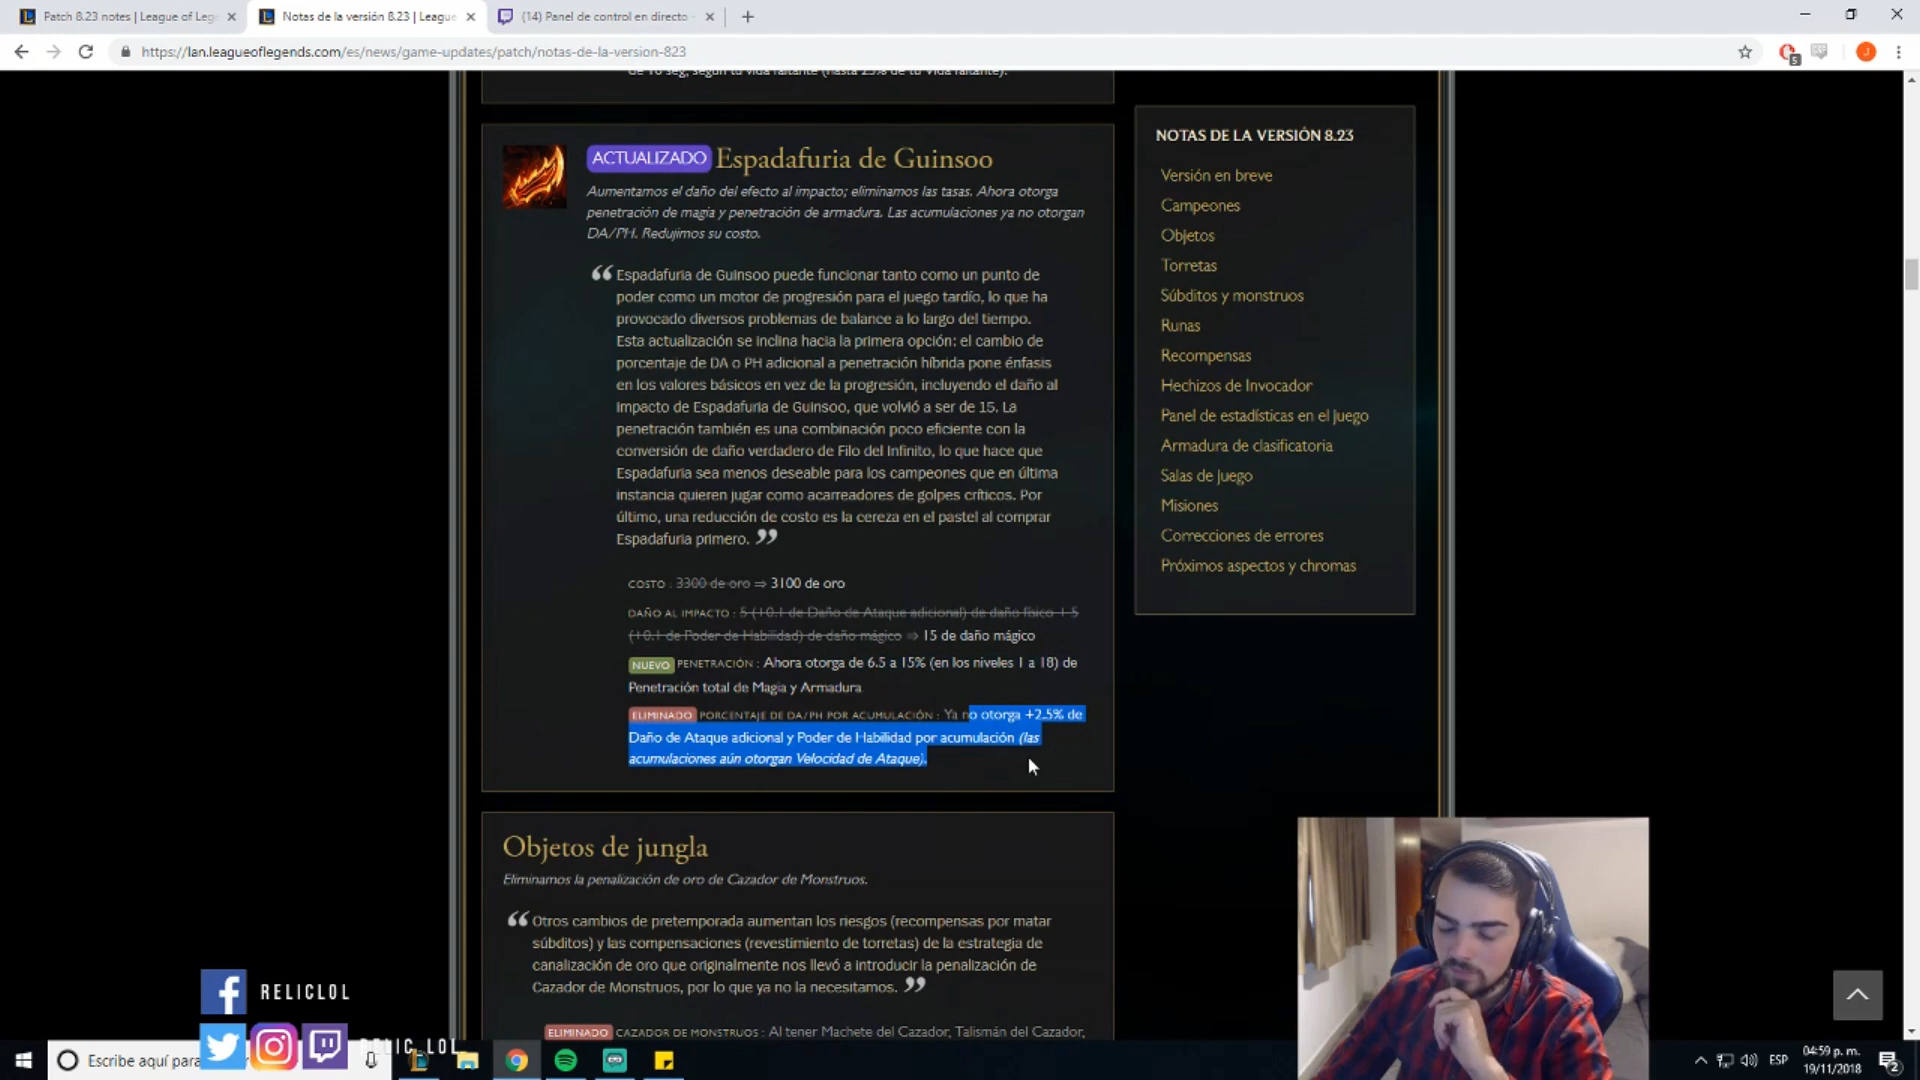 Patch 8.23 notes | League of Leg
Notas de la versión 8.23 | League
(14) Panel de control en directo
https://lan.leagueoflegends.com/es/news/game-updates/patch/notas-de-la-version-823
5
J
de 10 seg, según tu vida faltante (hasta 25% de tu Vida faltante).
ACTUALIZADO Espadafuria de Guinsoo
Aumentamos el daño del efecto al impacto; eliminamos las tasas. Ahora otorga
penetración de magia y penetración de armadura. Las acumulaciones ya no otorgan
DA/PH. Redujimos su costo.
“ Espadafuria de Guinsoo puede funcionar tanto como un punto de
poder como un motor de progresión para el juego tardío, lo que ha
provocado diversos problemas de balance a lo largo del tiempo.
Esta actualización se inclina hacia la primera opción: el cambio de
porcentaje de DA o PH adicional a penetración híbrida pone énfasis
en los valores básicos en vez de la progresión, incluyendo el daño al
impacto de Espadafuria de Guinsoo, que volvió a ser de 15. La
penetración también es una combinación poco eficiente con la
conversión de daño verdadero de Filo del Infinito, lo que hace que
Espadafuria sea menos deseable para los campeones que en última
instancia quieren jugar como acarreadores de golpes críticos. Por
último, una reducción de costo es la cereza en el pastel al comprar
Espadafuria primero. ”
COSTO : 3300 de oro ⇒ 3100 de oro
DAÑO AL IMPACTO : 5 (+0.1 de Daño de Ataque adicional) de daño físico + 5
(+0.1 de Poder de Habilidad) de daño mágico ⇒ 15 de daño mágico
NUEVO PENETRACIÓN : Ahora otorga de 6.5 a 15% (en los niveles 1 a 18) de
Penetración total de Magia y Armadura
ELIMINADO PORCENTAJE DE DA/PH POR ACUMULACIÓN : Ya no otorga +2.5% de
Daño de Ataque adicional y Poder de Habilidad por acumulación (las
acumulaciones aún otorgan Velocidad de Ataque).
Objetos de jungla
Eliminamos la penalización de oro de Cazador de Monstruos.
“ Otros cambios de pretemporada aumentan los riesgos (recompensas por matar
súbditos) y las compensaciones (revestimiento de torretas) de la estrategia de
canalización de oro que originalmente nos llevó a introducir la penalización de
Cazador de Monstruos, por lo que ya no la necesitamos. ”
ELIMINADO CAZADOR DE MONSTRUOS : Al tener Machete del Cazador, Talismán del Cazador,
NOTAS DE LA VERSIÓN 8.23
Versión en breve
Campeones
Objetos
Torretas
Súbditos y monstruos
Runas
Recompensas
Hechizos de Invocador
Panel de estadísticas en el juego
Armadura de clasificatoria
Salas de juego
Misiones
Correcciones de errores
Próximos aspectos y chromas
RELICLOL
RELIC_LOL
Escribe aquí para
ESP
04:59 p. m.
19/11/2018
2